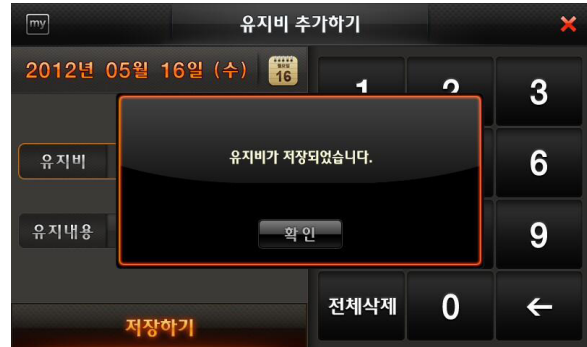 my
유지비 추가하기
2012년 05월 16일 (수)
16
1
2
3
유지비가 저장되었습니다.
유지비
6
확인
유지내용
9
전체삭제
0
저장하기